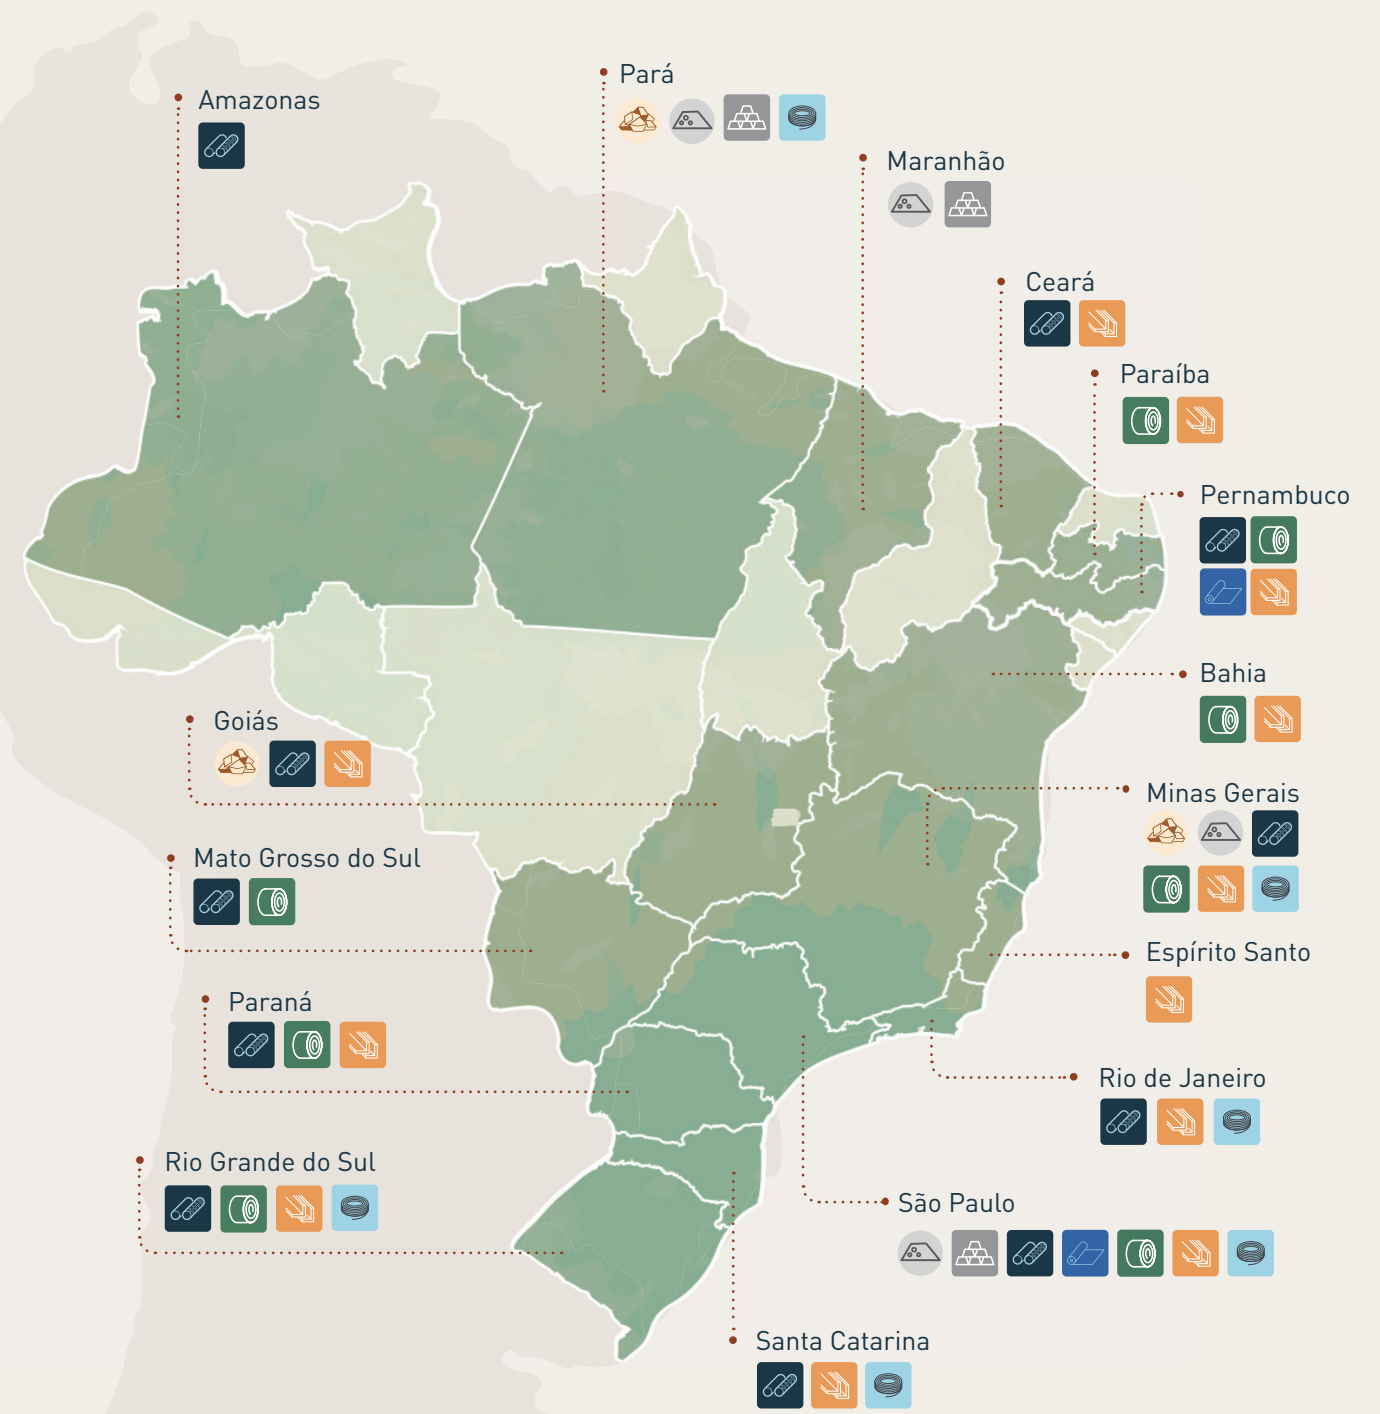 Pará
Amazonas
Maranhão
Ceará
Paraíba
Pernambuco
Bahia
Goiás
Minas Gerais
Mato Grosso do Sul
Espírito Santo
Paraná
Rio de Janeiro
Rio Grande do Sul
São Paulo
Santa Catarina